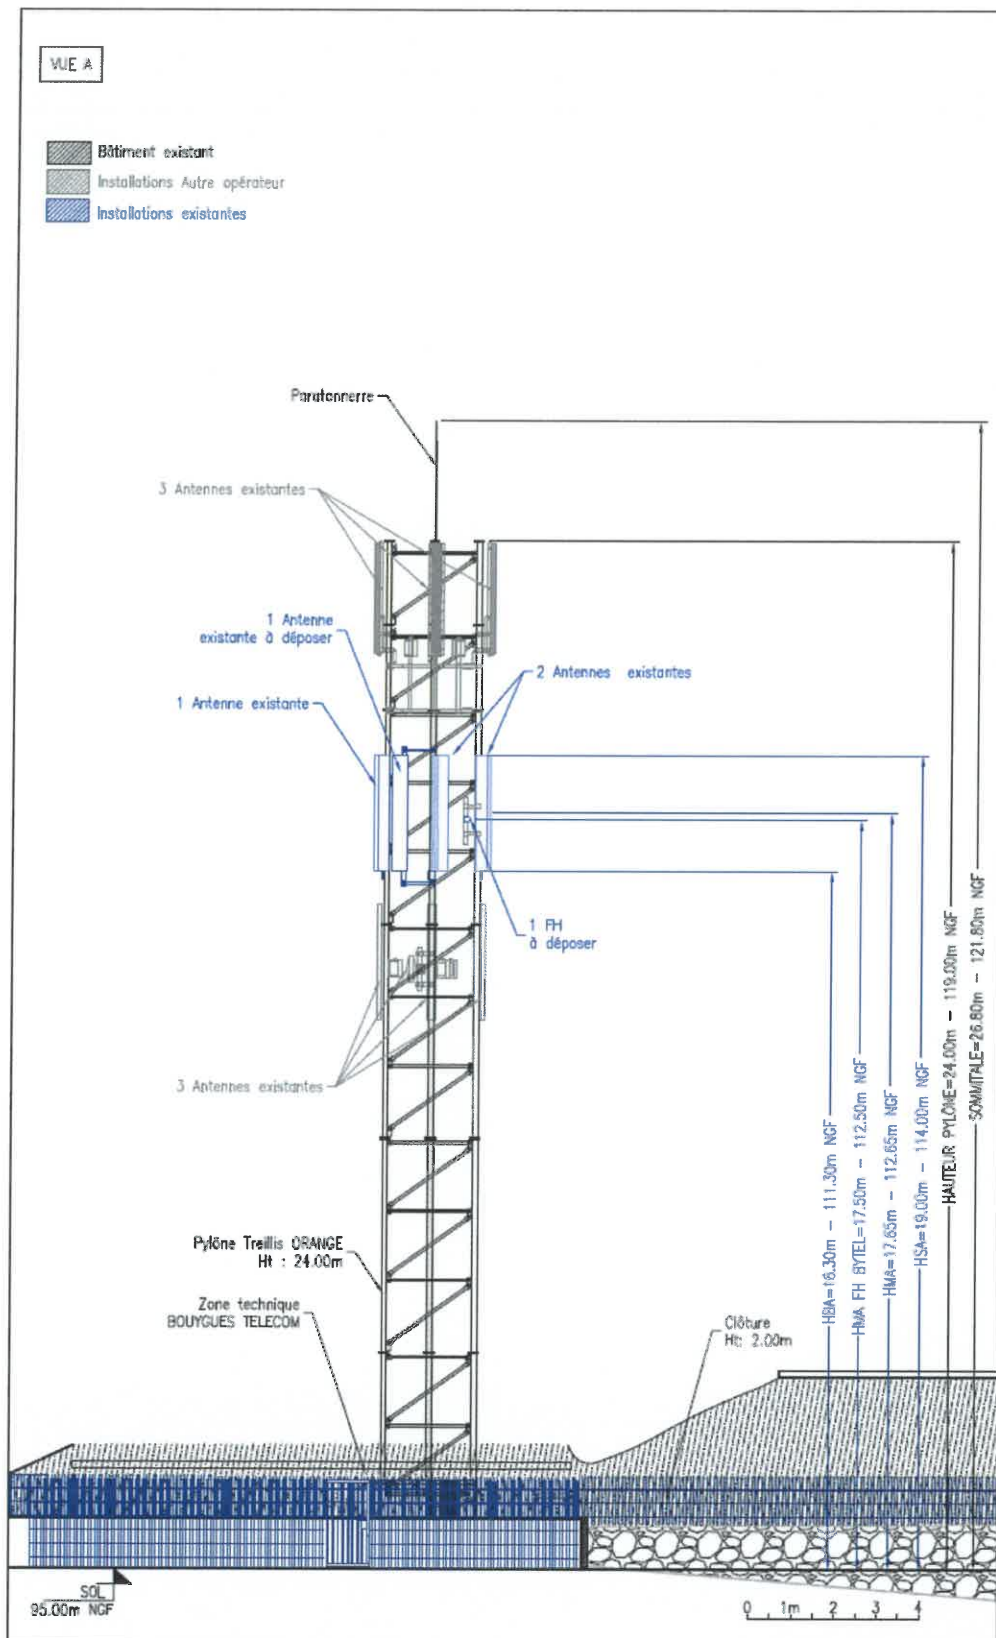 VUE A
Bâtiment existant
Installations Autre opérateur
Installations existantes
Paratonnerre
3 Antennes existantes
1 Antenne
existante à déposer
2 Antennes existantes
1 Antenne existante
1 FH
à déposer
3 Antennes existantes
HBA=16.30m - 111.30m NGF
HMA FH BYTEL=17.50m - 112.50m NGF
HMA=17.65m - 112.65m NGF
HSA=19.00m - 114.00m NGF
HAUTEUR PYLÔNE=24.00m - 119.00m NGF
SOMMITALE=26.80m - 121.80m NGF
Pylône Treillis ORANGE
Ht : 24.00m
Zone technique
BOUYGUES TELECOM
Clôture
Ht: 2.00m
SOL
95.00m NGF
0 1m 2 3 4